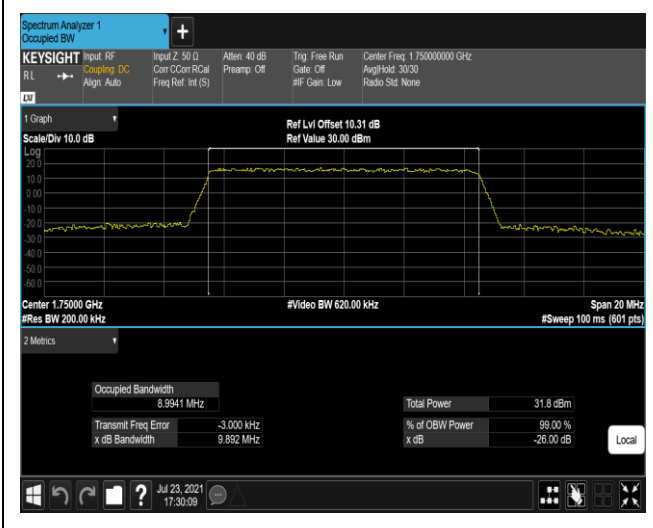 Spectrum Analyzer 1
Occupied BW
+
KEYSIGHT Input: RF Input Z: 50 Ω Atten: 40 dB Trig: Free Run Center Freq: 1.750000000 GHz
RL Coupling: DC Corr CCorr RCal Preamp: Off Gate: Off Avg|Hold: 30/30
Align: Auto Freq Ref: Int (S) #IF Gain: Low Radio Std: None
LXI
1 Graph
Ref Lvl Offset 10.31 dB
Scale/Div 10.0 dB Ref Value 30.00 dBm
Log
20.0
10.0
0.00
-10.0
-20.0
-30.0
-40.0
-50.0
-60.0
Center 1.75000 GHz #Video BW 620.00 kHz Span 20 MHz
#Res BW 200.00 kHz #Sweep 100 ms (601 pts)
2 Metrics
Occupied Bandwidth
8.9941 MHz Total Power 31.8 dBm
Transmit Freq Error -3.000 kHz % of OBW Power 99.00 %
x dB Bandwidth 9.892 MHz x dB -26.00 dB
Local
? Jul 23, 2021
17:30:09